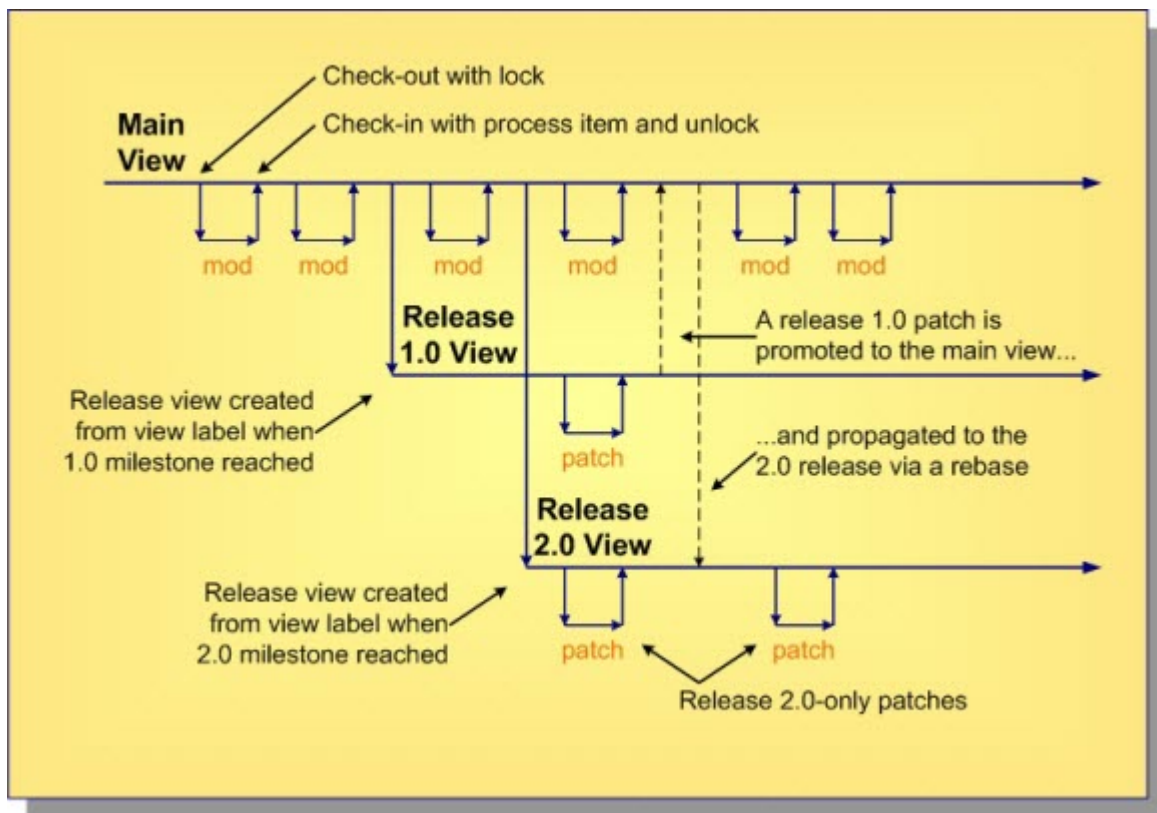 Check-out with lock
Main
View
Check-in with process item and unlock
mod
mod
mod
mod
mod
mod
Release
1.0 View
A release 1.0 patch is
promoted to the main view...
Release view created
from view label when
1.0 milestone reached
patch
...and propagated to the
2.0 release via a rebase
Release
2.0 View
Release view created
from view label when
2.0 milestone reached
patch
patch
Release 2.0-only patches